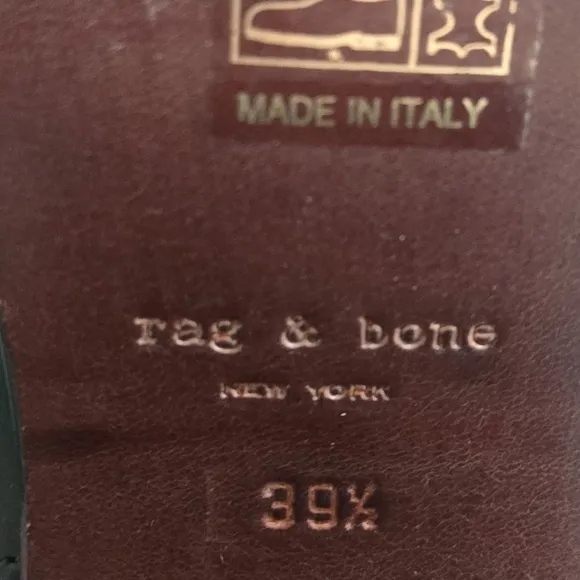 MADE IN ITALY
rag & bone
NEW YORK
39½